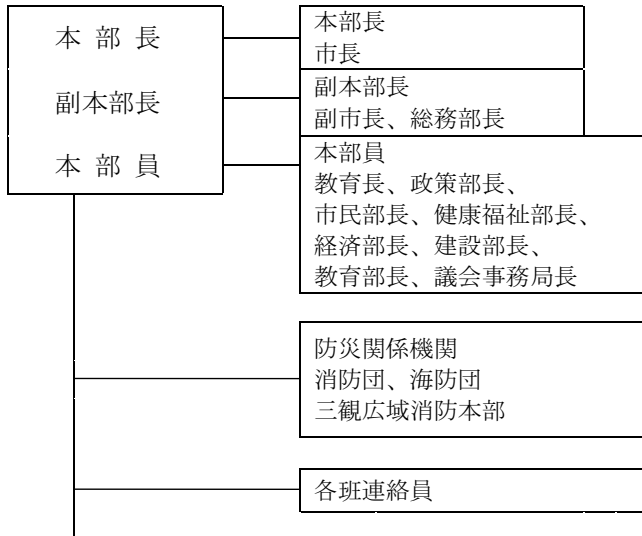 本部長
副本部長
本部員
本部長
市長
副本部長
副市長、総務部長
本部員
教育長、政策部長、
市民部長、健康福祉部長、
経済部長、建設部長、
教育部長、議会事務局長
防災関係機関
消防団、海防団
三観広域消防本部
各班連絡員